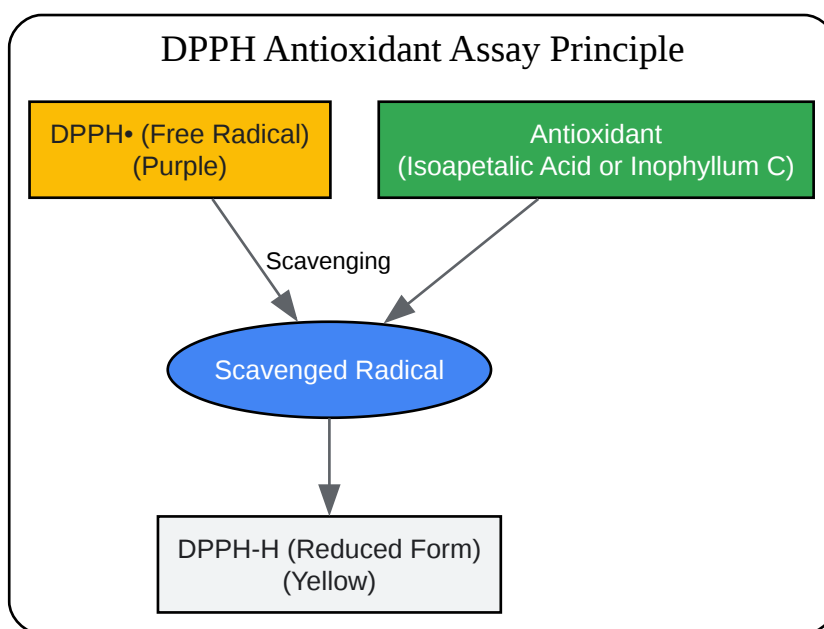 DPPH Antioxidant Assay Principle
DPPH• (Free Radical)
(Purple)
Antioxidant
(Isoapetalic Acid or Inophyllum C)
Scavenging
Scavenged Radical
DPPH-H (Reduced Form)
(Yellow)